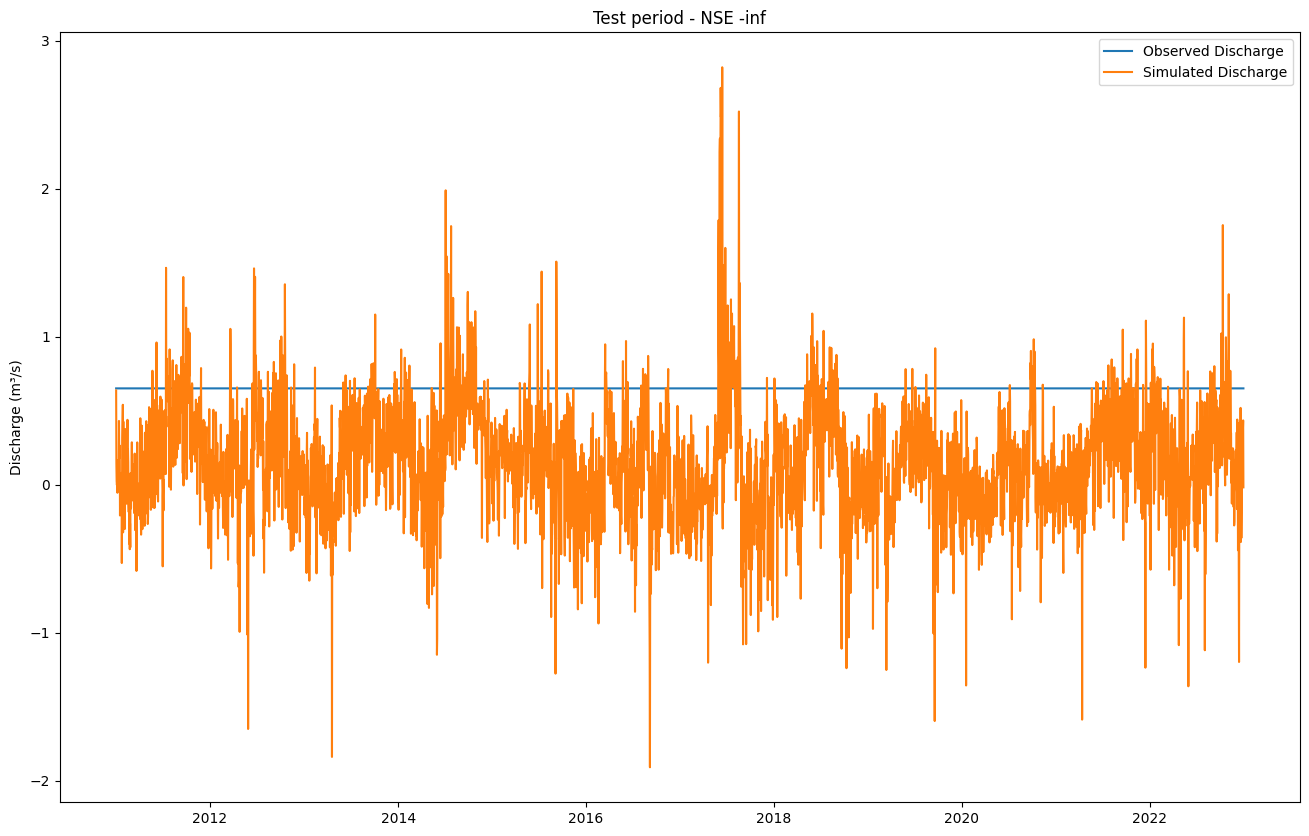 Test period - NSE -inf
Observed Discharge
Simulated Discharge
Discharge (m³/s)
3
2
1
0
−1
−2
2012 2014 2016 2018 2020 2022